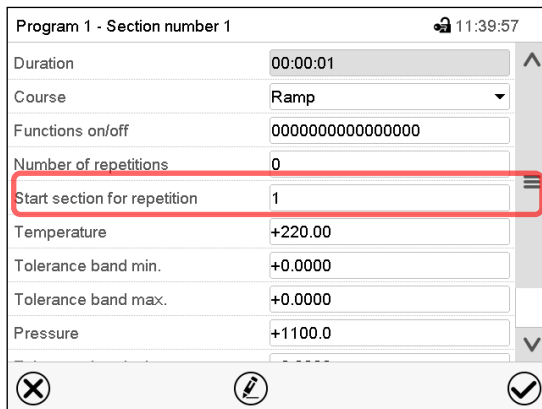 Program 1 - Section number 1 11:39:57
Duration 00:00:01
Course Ramp
Functions on/off 0000000000000000
Number of repetitions 0
Start section for repetition 1
Temperature +220.00
Tolerance band min. +0.0000
Tolerance band max. +0.0000
Pressure +1100.0